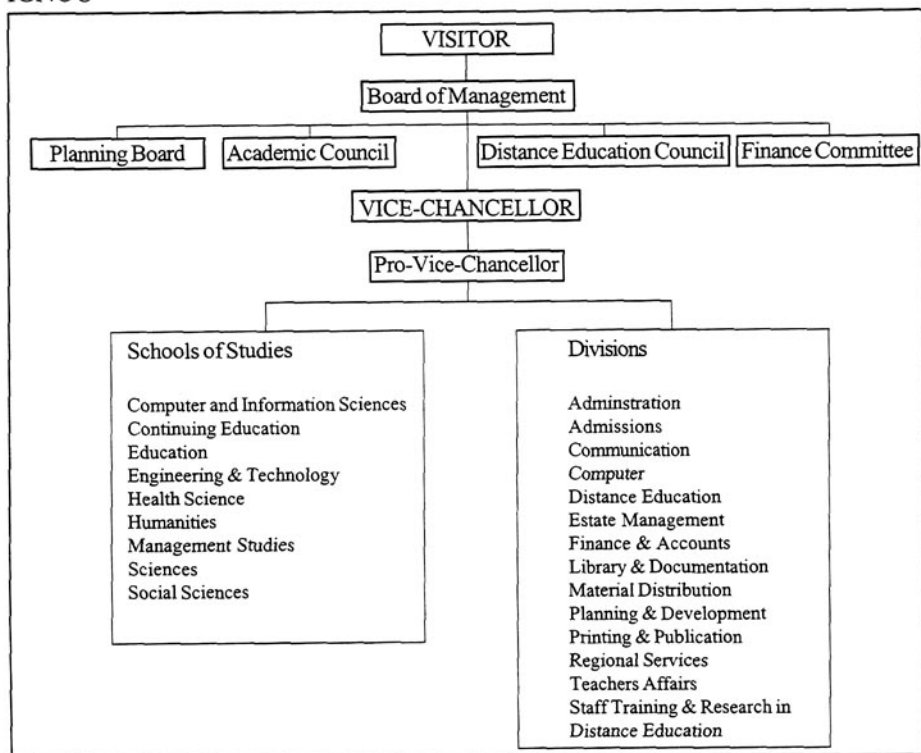 VISITOR
Board of Management
Planning Board
Academic Council
Distance Education Council
Finance Committee
VICE-CHANCELLOR
Pro-Vice-Chancellor
Schools of Studies
Computer and Information Sciences
Continuing Education
Education
Engineering & Technology
Health Science
Humanities
Management Studies
Sciences
Social Sciences
Divisions
Adminstration
Admissions
Communication
Computer
Distance Education
Estate Management
Finance & Accounts
Library & Documentation
Material Distribution
Planning & Development
Printing & Publication
Regional Services
Teachers Affairs
Staff Training & Research in
Distance Education